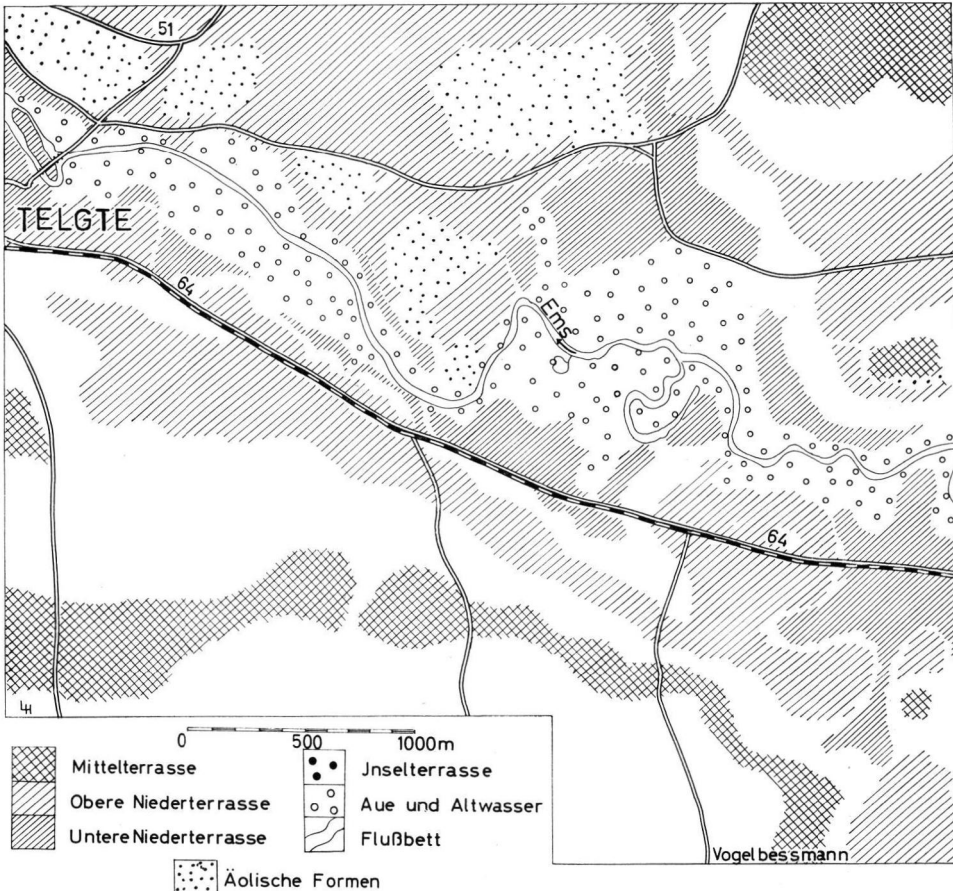 51
TELGTE
64
Ems
64
LH
0 500 1000m
Mittelterrasse
Obere Niederterrasse
Untere Niederterrasse
Jnselterrasse
Aue und Altwasser
Flußbett
Äolische Formen
Vogelbessmann